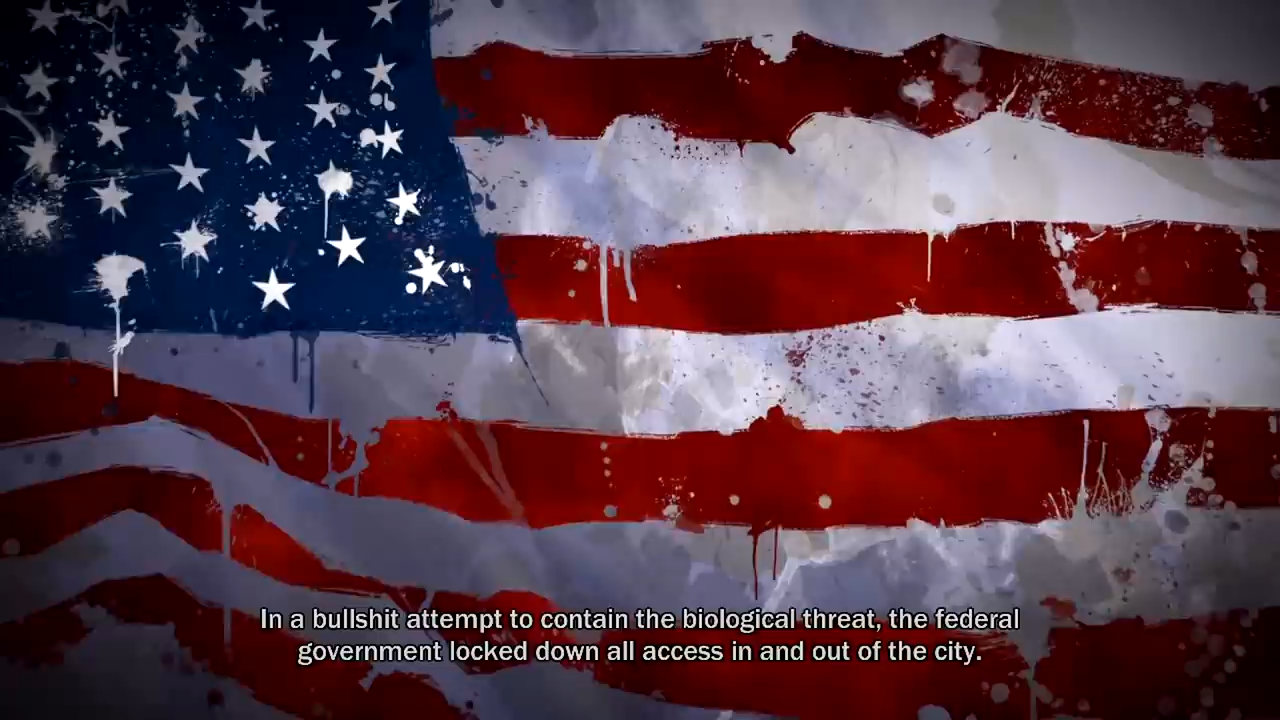 In a bullshit attempt to contain the biological threat, the federal
government locked down all access in and out of the city.